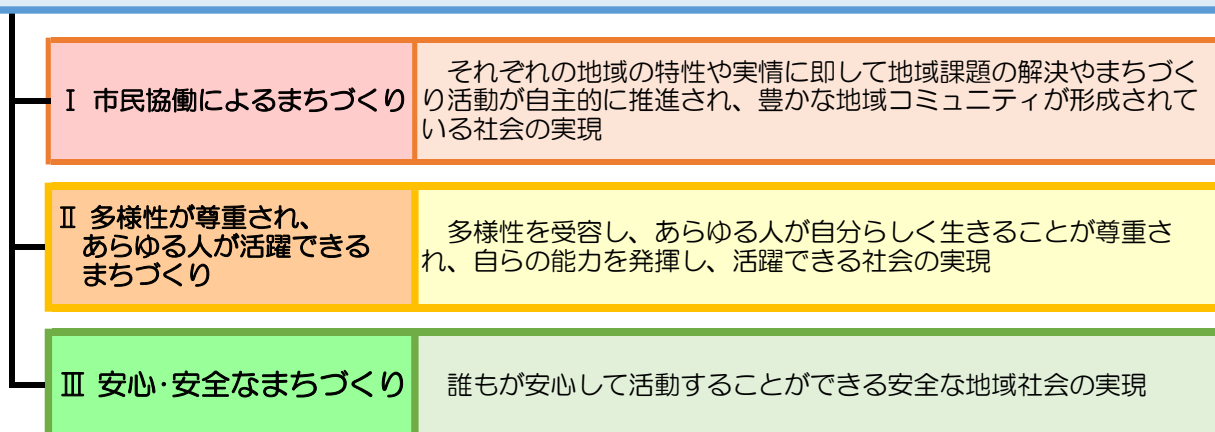 Ⅰ 市民協働によるまちづくり
それぞれの地域の特性や実情に即して地域課題の解決やまちづく
り活動が自主的に推進され、豊かな地域コミュニティが形成されて
いる社会の実現
Ⅱ 多様性が尊重され、
あらゆる人が活躍できる
まちづくり
多様性を受容し、あらゆる人が自分らしく生きることが尊重さ
れ、自らの能力を発揮し、活躍できる社会の実現
Ⅲ 安心・安全なまちづくり
誰もが安心して活動することができる安全な地域社会の実現